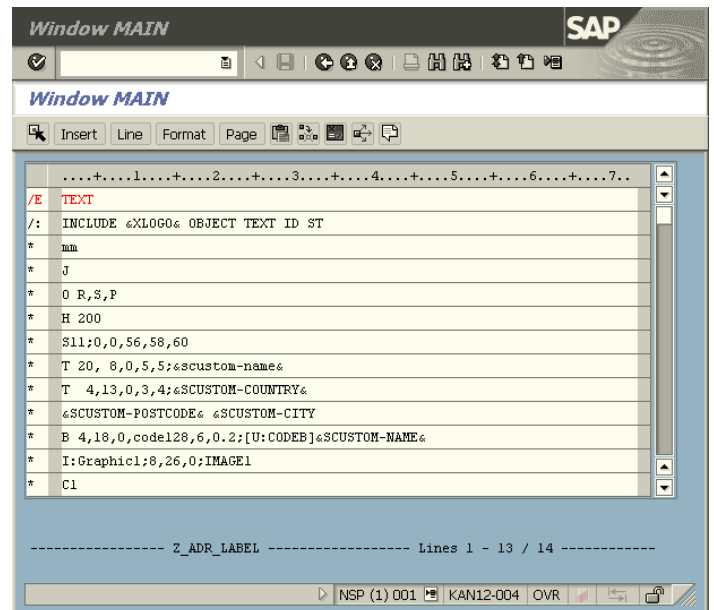 Window MAIN
SAP
Window MAIN
Insert Line Format Page
....+....1....+....2....+....3....+....4....+....5....+....6....+....7..
/E TEXT
/: INCLUDE &XLOGO& OBJECT TEXT ID ST
* mm
* J
* O R,S,P
* H 200
* S11;0,0,56,58,60
* T 20, 8,0,5,5;&scustom-name&
* T  4,13,0,3,4;&SCUSTOM-COUNTRY&
* &SCUSTOM-POSTCODE& &SCUSTOM-CITY
* B 4,18,0,code128,6,0.2;[U:CODEB]&SCUSTOM-NAME&
* I:Graphic1;8,26,0;IMAGE1
* C1
----------------- Z_ADR_LABEL ------------------ Lines 1 - 13 / 14 ------------
NSP (1) 001 KAN12-004 OVR